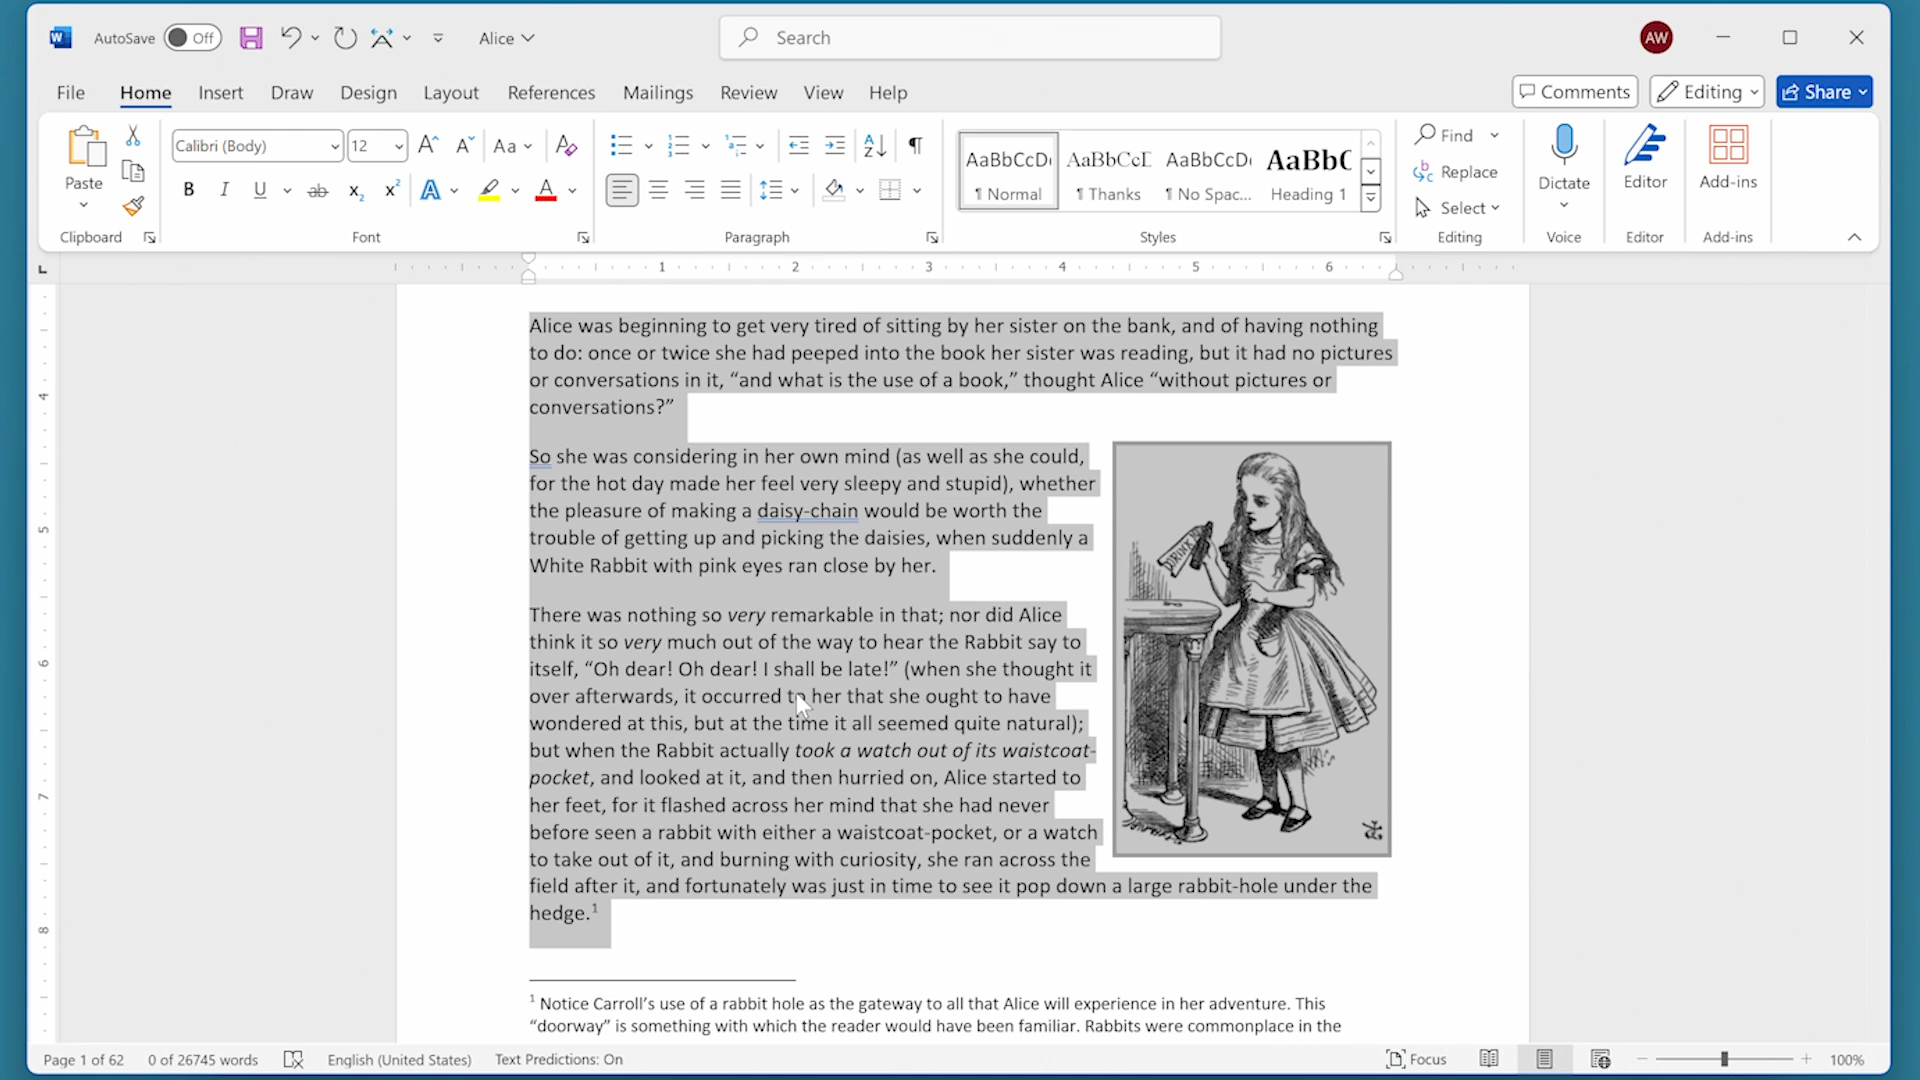 AutoSave Off Alice Search AW
File Home Insert Draw Design Layout References Mailings Review View Help Comments Editing Share
Paste
Clipboard
Calibri (Body) 12 Aa
B I U ab x₂ x² A A
Font
A Z ¶
Paragraph
AaBbCcDı AaBbCcE AaBbCcDı AaBbC
¶ Normal ¶ Thanks ¶ No Spac... Heading 1
Styles
Find
Replace
Select
Editing
Dictate
Voice
Editor
Editor
Add-ins
Add-ins
1 2 3 4 5 6
4
5
6
7
8
Alice was beginning to get very tired of sitting by her sister on the bank, and of having nothing
to do: once or twice she had peeped into the book her sister was reading, but it had no pictures
or conversations in it, “and what is the use of a book,” thought Alice “without pictures or
conversations?”
So she was considering in her own mind (as well as she could,
for the hot day made her feel very sleepy and stupid), whether
the pleasure of making a daisy-chain would be worth the
trouble of getting up and picking the daisies, when suddenly a
White Rabbit with pink eyes ran close by her.
There was nothing so very remarkable in that; nor did Alice
think it so very much out of the way to hear the Rabbit say to
itself, “Oh dear! Oh dear! I shall be late!” (when she thought it
over afterwards, it occurred to her that she ought to have
wondered at this, but at the time it all seemed quite natural);
but when the Rabbit actually took a watch out of its waistcoat-
pocket, and looked at it, and then hurried on, Alice started to
her feet, for it flashed across her mind that she had never
before seen a rabbit with either a waistcoat-pocket, or a watch
to take out of it, and burning with curiosity, she ran across the
field after it, and fortunately was just in time to see it pop down a large rabbit-hole under the
hedge.¹
DRINK
¹ Notice Carroll’s use of a rabbit hole as the gateway to all that Alice will experience in her adventure. This
“doorway” is something with which the reader would have been familiar. Rabbits were commonplace in the
Page 1 of 62 0 of 26745 words English (United States) Text Predictions: On Focus 100%